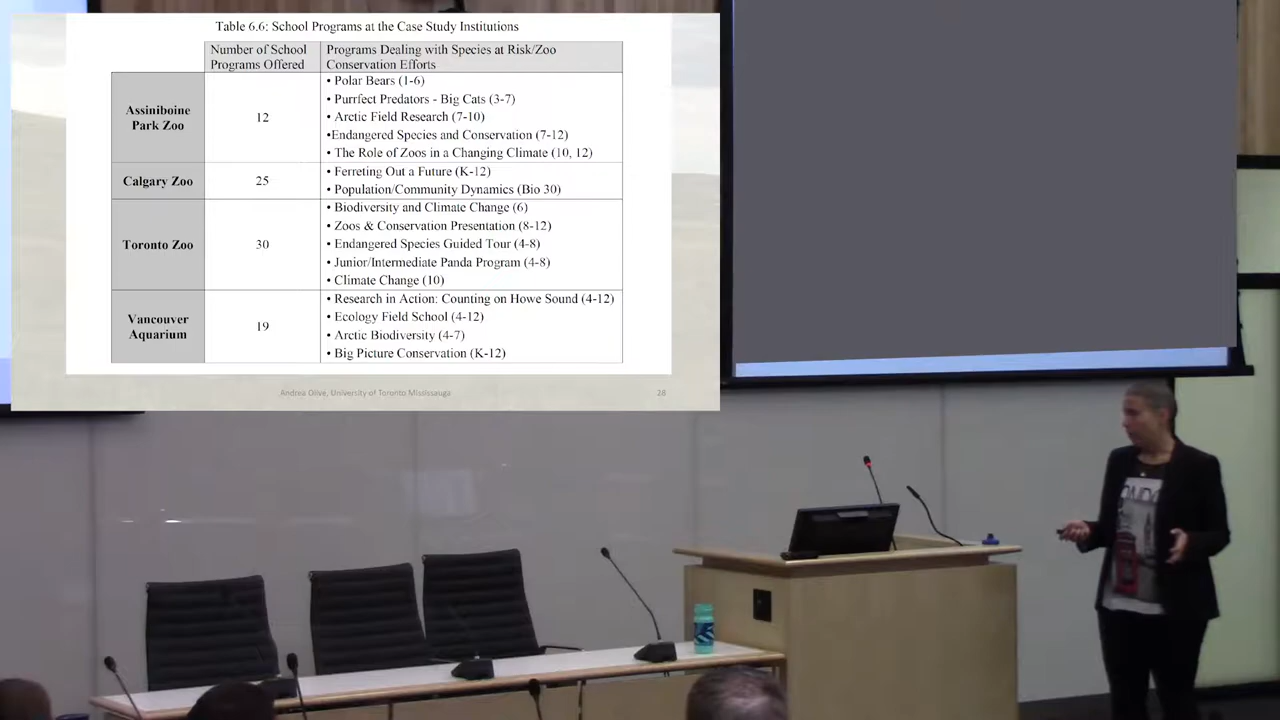 Table 6.6: School Programs at the Case Study Institutions
Number of School
Programs Offered
Programs Dealing with Species at Risk/Zoo
Conservation Efforts
Assiniboine
Park Zoo
12
• Polar Bears (1-6)
• Purrfect Predators - Big Cats (3-7)
• Arctic Field Research (7-10)
•Endangered Species and Conservation (7-12)
• The Role of Zoos in a Changing Climate (10, 12)
Calgary Zoo
25
• Ferreting Out a Future (K-12)
• Population/Community Dynamics (Bio 30)
Toronto Zoo
30
• Biodiversity and Climate Change (6)
• Zoos & Conservation Presentation (8-12)
• Endangered Species Guided Tour (4-8)
• Junior/Intermediate Panda Program (4-8)
• Climate Change (10)
Vancouver
Aquarium
19
• Research in Action: Counting on Howe Sound (4-12)
• Ecology Field School (4-12)
• Arctic Biodiversity (4-7)
• Big Picture Conservation (K-12)
Andrea Olive, University of Toronto Mississauga
28